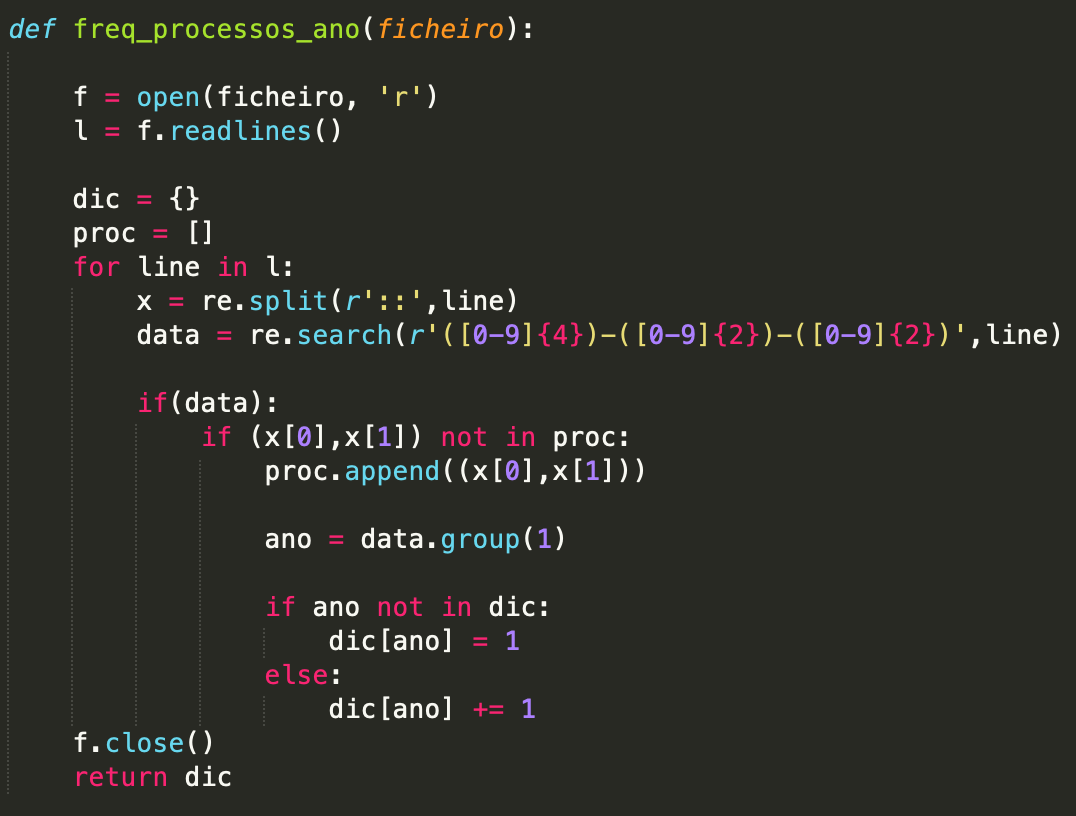 def freq_processos_ano(ficheiro):
    f = open(ficheiro, 'r')
    l = f.readlines()
    dic = {}
    proc = []
    for line in l:
        x = re.split(r'::',line)
        data = re.search(r'([0-9]{4})-([0-9]{2})-([0-9]{2})',line)
        if(data):
            if (x[0],x[1]) not in proc:
                proc.append((x[0],x[1]))
                ano = data.group(1)
                if ano not in dic:
                    dic[ano] = 1
                else:
                    dic[ano] += 1
    f.close()
    return dic